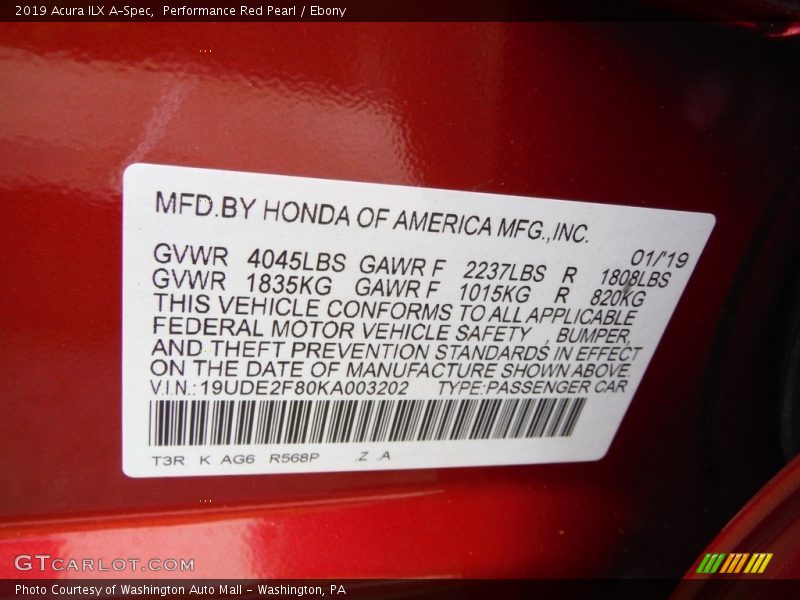 2019 Acura ILX A-Spec,  Performance Red Pearl / Ebony
MFD.BY HONDA OF AMERICA MFG.,INC.
01/'19
GVWR 4045LBS GAWR F 2237LBS R 1808LBS
GVWR 1835KG GAWR F 1015KG R 820KG
THIS VEHICLE CONFORMS TO ALL APPLICABLE
FEDERAL MOTOR VEHICLE SAFETY , BUMPER,
AND THEFT PREVENTION STANDARDS IN EFFECT
ON THE DATE OF MANUFACTURE SHOWN ABOVE.
V.I.N.: 19UDE2F80KA003202 TYPE:PASSENGER CAR
T3R K AG6 R568P .Z .A
GTCARLOT.COM
Photo Courtesy of Washington Auto Mall - Washington, PA